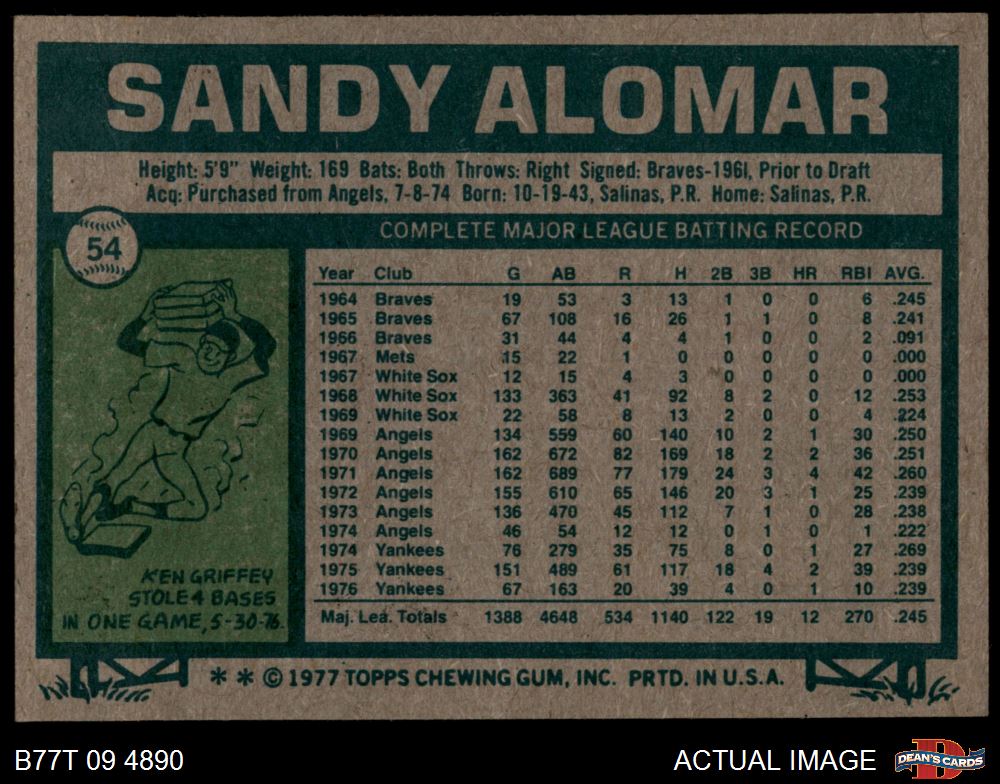 SANDY ALOMAR
Height: 5'9" Weight: 169 Bats: Both Throws: Right Signed: Braves-1961, Prior to Draft
Acq: Purchased from Angels, 7-8-74 Born: 10-19-43, Salinas, P.R. Home: Salinas, P.R.
54
COMPLETE MAJOR LEAGUE BATTING RECORD
Year Club G AB R H 2B 3B HR RBI AVG.
1964 Braves 19 53 3 13 1 0 0 6 .245
1965 Braves 67 108 16 26 1 1 0 8 .241
1966 Braves 31 44 4 4 1 0 0 2 .091
1967 Mets 15 22 1 0 0 0 0 0 .000
1967 White Sox 12 15 4 3 0 0 0 0 .000
1968 White Sox 133 363 41 92 8 2 0 12 .253
1969 White Sox 22 58 8 13 2 0 0 4 .224
1969 Angels 134 559 60 140 10 2 1 30 .250
1970 Angels 162 672 82 169 18 2 2 36 .251
1971 Angels 162 689 77 179 24 3 4 42 .260
1972 Angels 155 610 65 146 20 3 1 25 .239
1973 Angels 136 470 45 112 7 1 0 28 .238
1974 Angels 46 54 12 12 0 1 0 1 .222
1974 Yankees 76 279 35 75 8 0 1 27 .269
1975 Yankees 151 489 61 117 18 4 2 39 .239
1976 Yankees 67 163 20 39 4 0 1 10 .239
Maj. Lea. Totals 1388 4648 534 1140 122 19 12 270 .245
KEN GRIFFEY
STOLE 4 BASES
IN ONE GAME, 5-30-76.
* * © 1977 TOPPS CHEWING GUM, INC. PRTD. IN U.S.A.
B77T 09 4890
ACTUAL IMAGE
D
DEAN'S CARDS